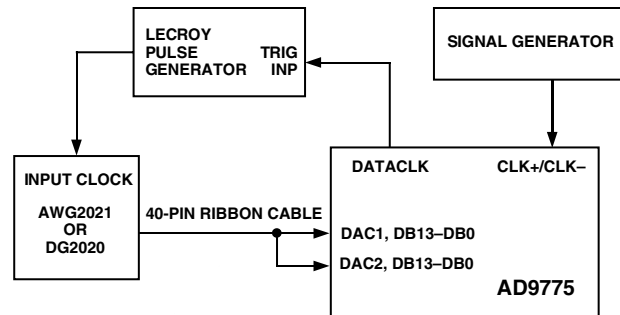 LECROY
PULSE TRIG
GENERATOR INP
SIGNAL GENERATOR
INPUT CLOCK
AWG2021
OR
DG2020
40-PIN RIBBON CABLE
DATACLK CLK+/CLK–
DAC1, DB13–DB0
DAC2, DB13–DB0
AD9775